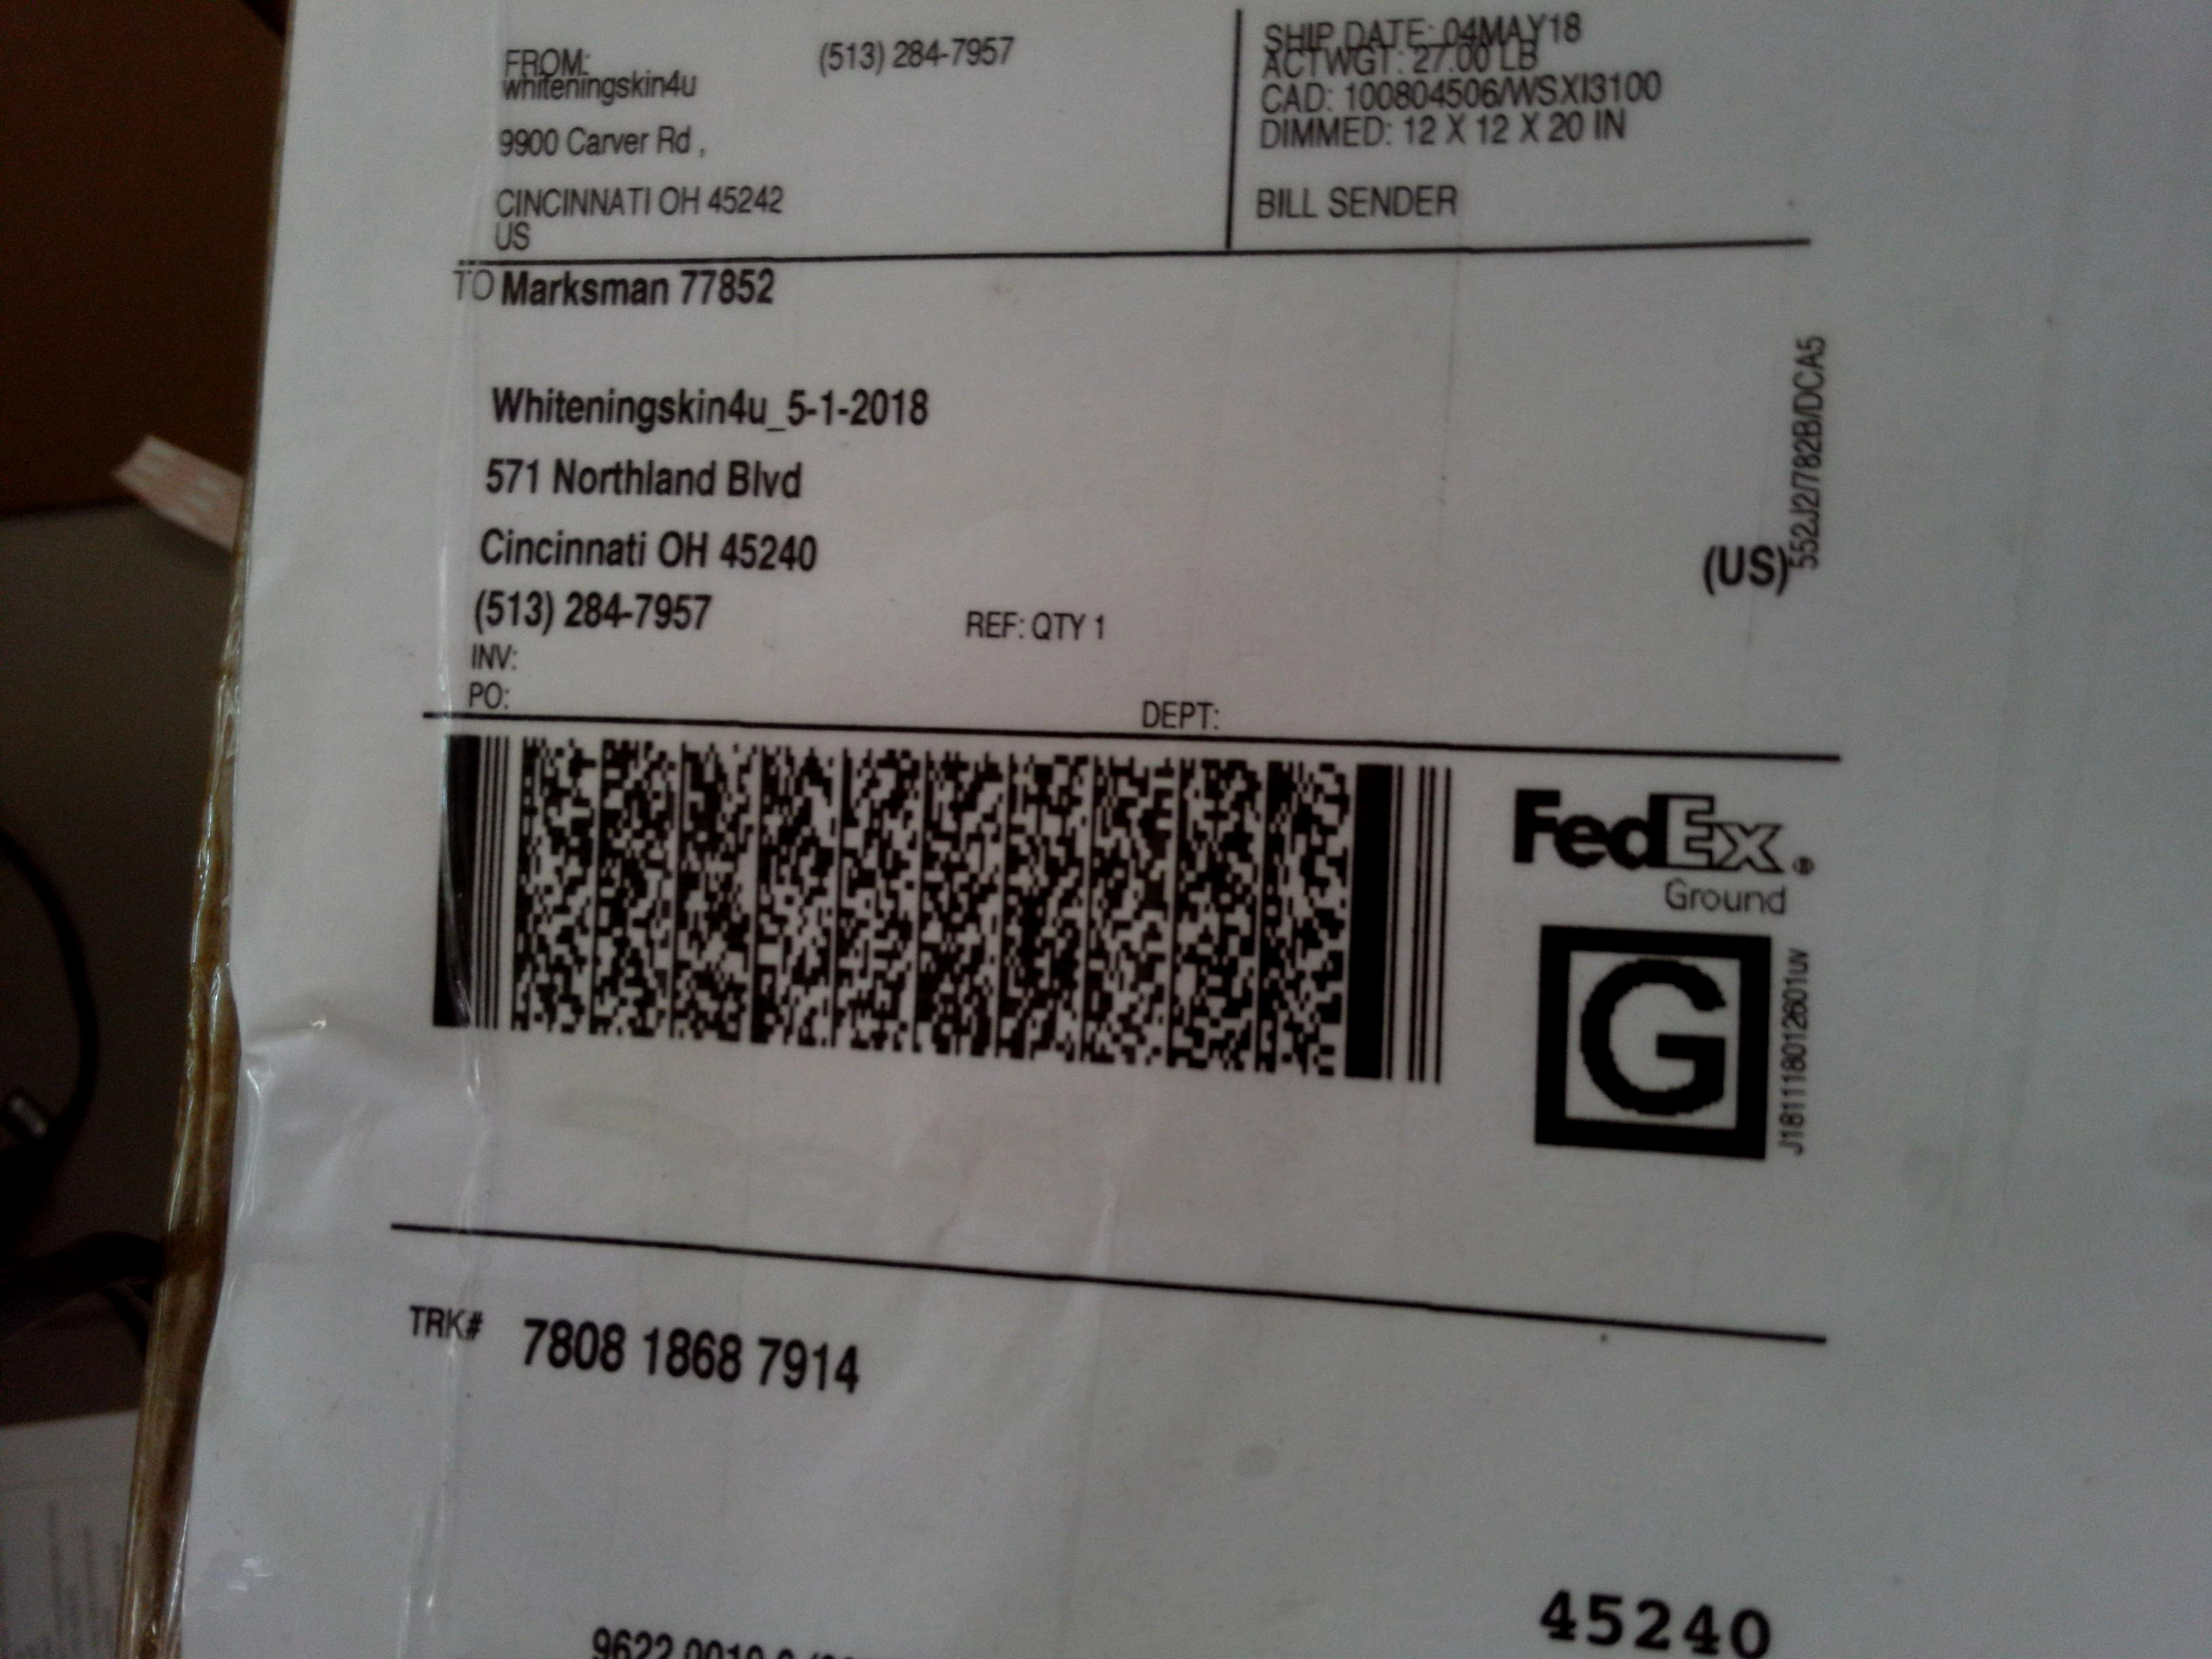 FROM:
(513) 284-7957
whiteningskin4u
9900 Carver Rd ,
CINCINNATI OH 45242
US
SHIP DATE: 04MAY18
ACTWGT: 27.00 LB
CAD: 100804506/WSXI3100
DIMMED: 12 X 12 X 20 IN
BILL SENDER
TO Marksman 77852
Whiteningskin4u_5-1-2018
571 Northland Blvd
Cincinnati OH 45240
(US)
(513) 284-7957
REF: QTY 1
INV:
PO:
DEPT:
552J2/782B/DCA5
FedEx®
Ground
G
J181118012601uv
TRK# 7808 1868 7914
45240
9622 0019